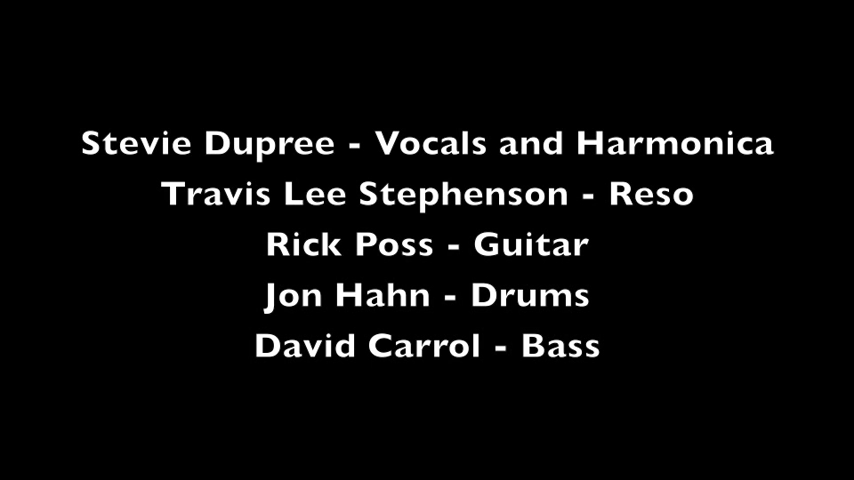 Stevie Dupree - Vocals and Harmonica
Travis Lee Stephenson - Reso
Rick Poss - Guitar
Jon Hahn - Drums
David Carrol - Bass